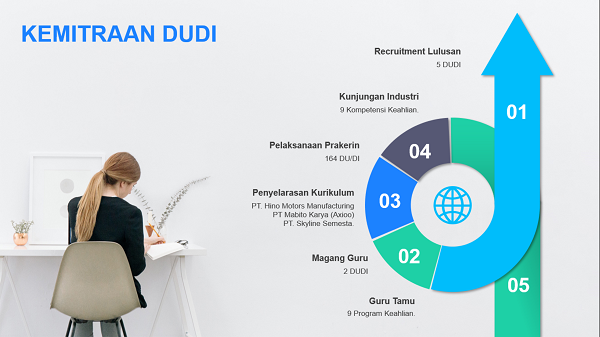 KEMITRAAN DUDI
Recruitment Lulusan
5 DUDI
Kunjungan Industri
9 Kompetensi Keahlian.
Pelaksanaan Prakerin
164 DU/DI
Penyelarasan Kurikulum
PT. Hino Motors Manufacturing
PT Mabito Karya (Axioo)
PT. Skyline Semesta.
Magang Guru
2 DUDI
Guru Tamu
9 Program Keahlian.
01
04
03
02
05